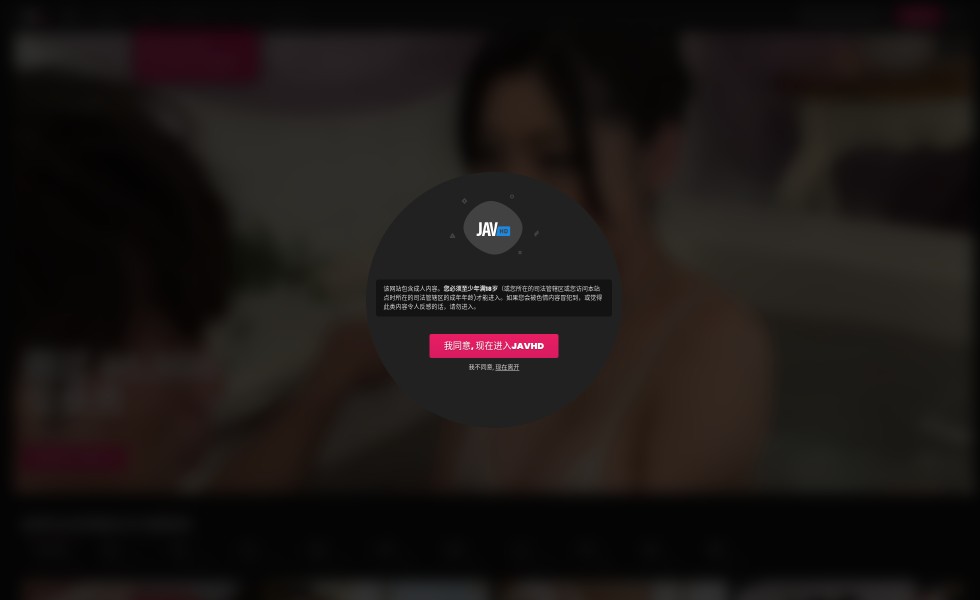 JAV HD
该网站包含成人内容。您必须至少年满18岁（或您所在的司法管辖区或您访问本站
点时所在的司法管辖区的成年年龄)才能进入。如果您会被色情内容冒犯到，或觉得
此类内容令人反感的话，请勿进入。
我同意, 现在进入JAVHD
我不同意, 现在离开